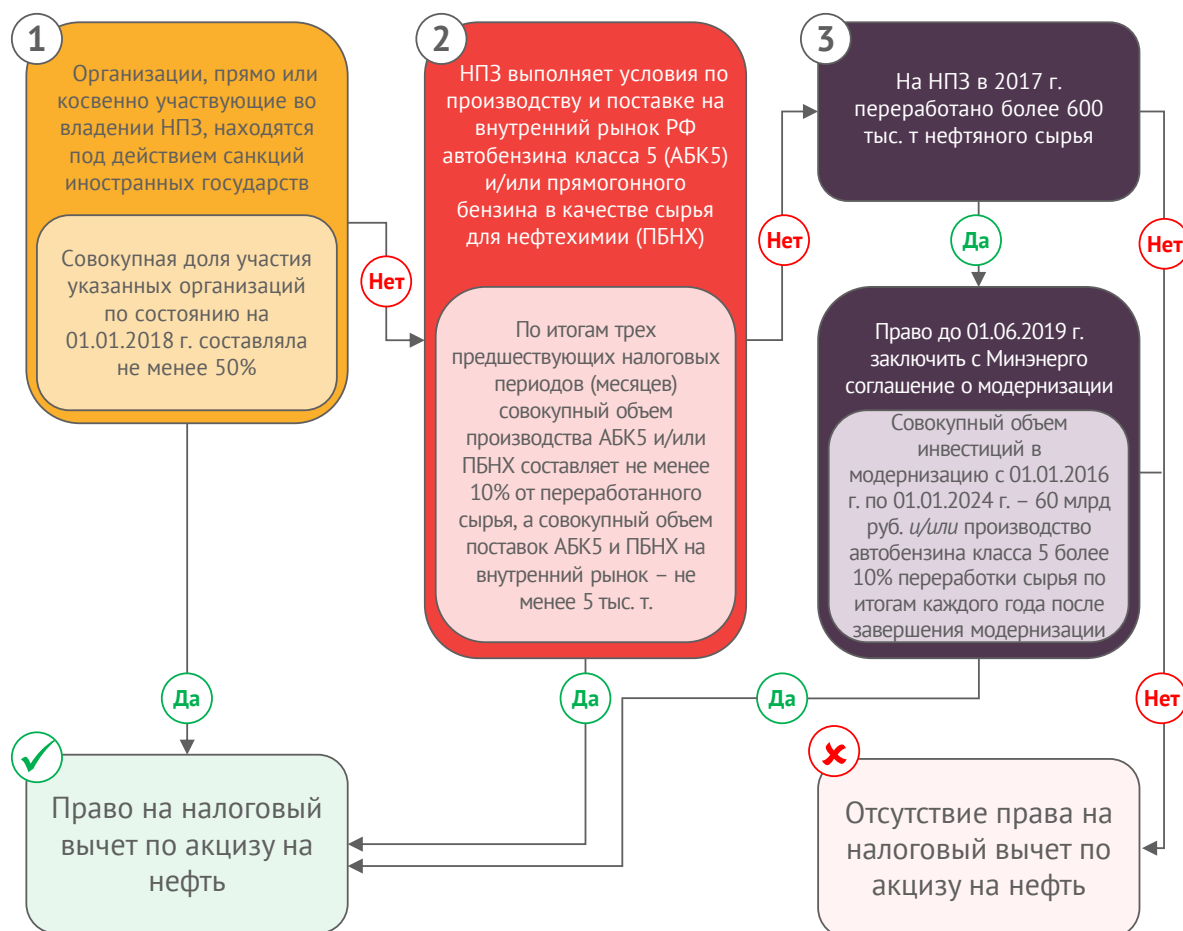 1
Организации, прямо или
косвенно участвующие во
владении НПЗ, находятся
под действием санкций
иностранных государств
Совокупная доля участия
указанных организаций
по состоянию на
01.01.2018 г. составляла
не менее 50%
Нет
2
НПЗ выполняет условия по
производству и поставке на
внутренний рынок РФ
автобензина класса 5 (АБК5)
и/или прямогонного
бензина в качестве сырья
для нефтехимии (ПБНХ)
По итогам трех
предшествующих налоговых
периодов (месяцев)
совокупный объем
производства АБК5 и/или
ПБНХ составляет не менее
10% от переработанного
сырья, а совокупный объем
поставок АБК5 и ПБНХ на
внутренний рынок – не
менее 5 тыс. т.
Нет
3
На НПЗ в 2017 г.
переработано более 600
тыс. т нефтяного сырья
Да
Нет
Право до 01.06.2019 г.
заключить с Минэнерго
соглашение о модернизации
Совокупный объем
инвестиций в
модернизацию с 01.01.2016
г. по 01.01.2024 г. – 60 млрд
руб. и/или производство
автобензина класса 5 более
10% переработки сырья по
итогам каждого года после
завершения модернизации
Да
Да
Да
Нет
Право на налоговый
вычет по акцизу на
нефть
Отсутствие права на
налоговый вычет по
акцизу на нефть